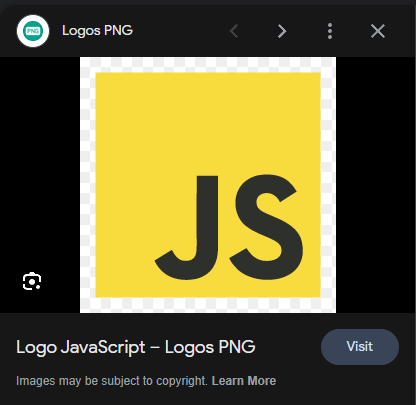 PNG
Logos PNG
JS
Logo JavaScript – Logos PNG
Visit
Images may be subject to copyright. Learn More